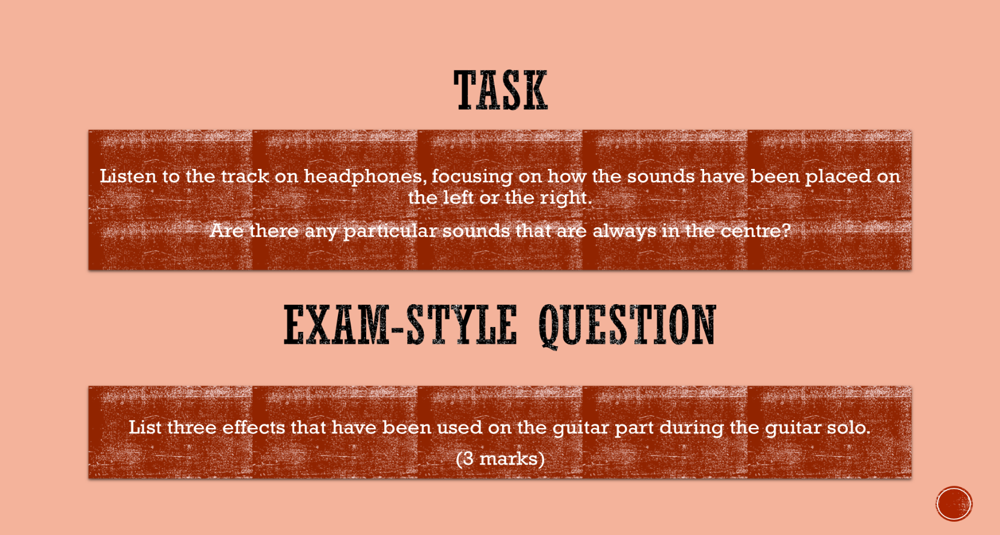 TASK
Listen to the track on headphones, focusing on how the sounds have been placed on
the left or the right.
Are there any particular sounds that are always in the centre?
EXAM-STYLE QUESTION
List three effects that have been used on the guitar part during the guitar solo.
(3 marks)